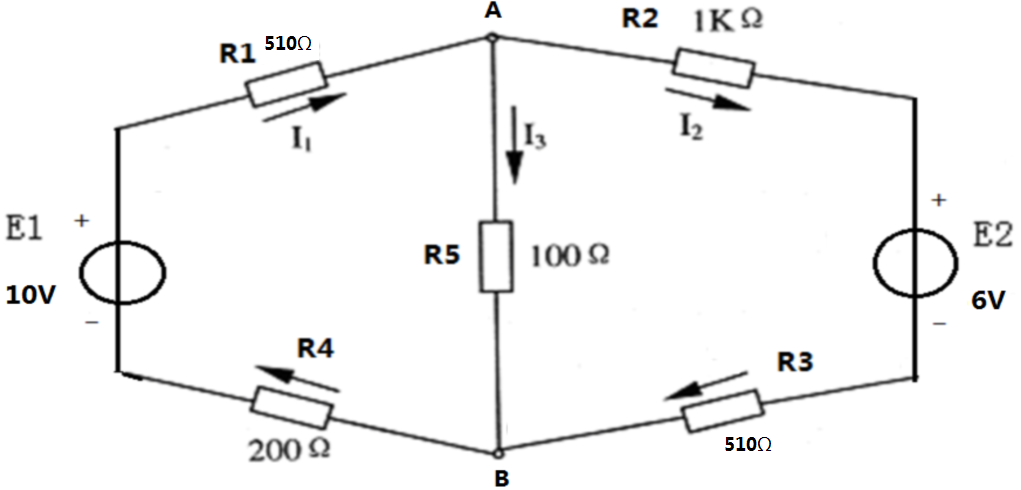 A
R2 1KΩ
R1 510Ω
I₁
I₃
I₂
E1 +
10V
−
R5 100Ω
+
E2
6V
−
R4
200Ω
R3
510Ω
B